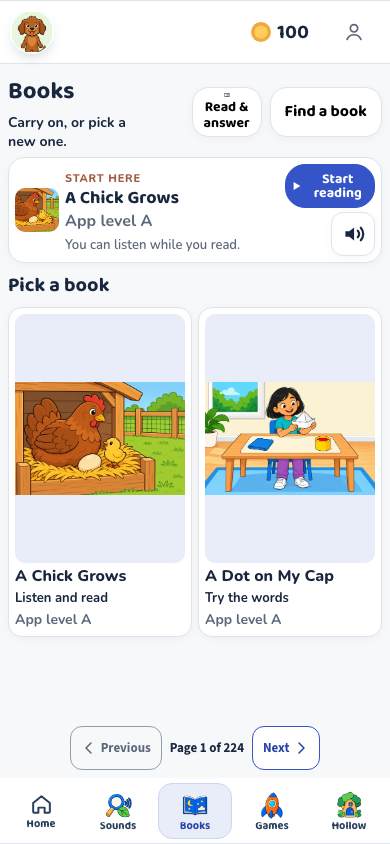 100
Books
Carry on, or pick a
new one.
Read &
answer
Find a book
START HERE
A Chick Grows
App level A
You can listen while you read.
Start
reading
Pick a book
A Chick Grows
Listen and read
App level A
A Dot on My Cap
Try the words
App level A
Previous
Page 1 of 224
Next
Home
Sounds
Books
Games
Hollow